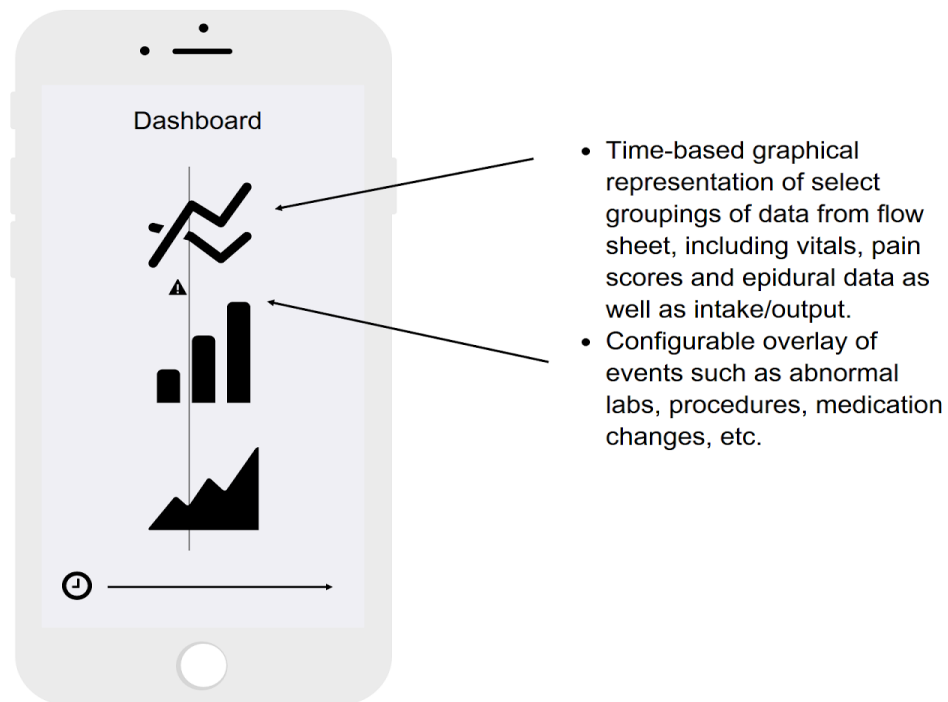 Dashboard
• Time-based graphical
representation of select
groupings of data from flow
sheet, including vitals, pain
scores and epidural data as
well as intake/output.
• Configurable overlay of
events such as abnormal
labs, procedures, medication
changes, etc.